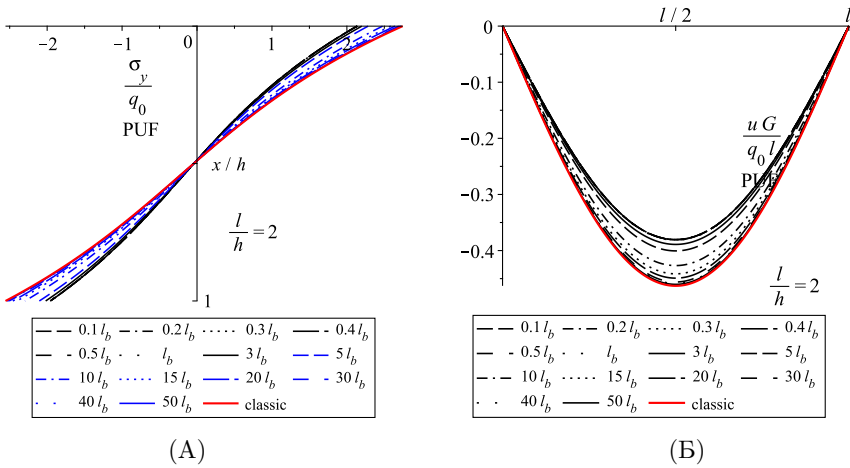 −2 −1 0 1 2
σ_y
q_0
PUF
x / h
l
h = 2
1
0.1 l_b 0.2 l_b 0.3 l_b 0.4 l_b
0.5 l_b l_b 3 l_b 5 l_b
10 l_b 15 l_b 20 l_b 30 l_b
40 l_b 50 l_b classic
(А)
l / 2 l
0
−0.1
−0.2
−0.3
−0.4
u G
q_0 l
PUF
l
h = 2
0.1 l_b 0.2 l_b 0.3 l_b 0.4 l_b
0.5 l_b l_b 3 l_b 5 l_b
10 l_b 15 l_b 20 l_b 30 l_b
40 l_b 50 l_b classic
(Б)